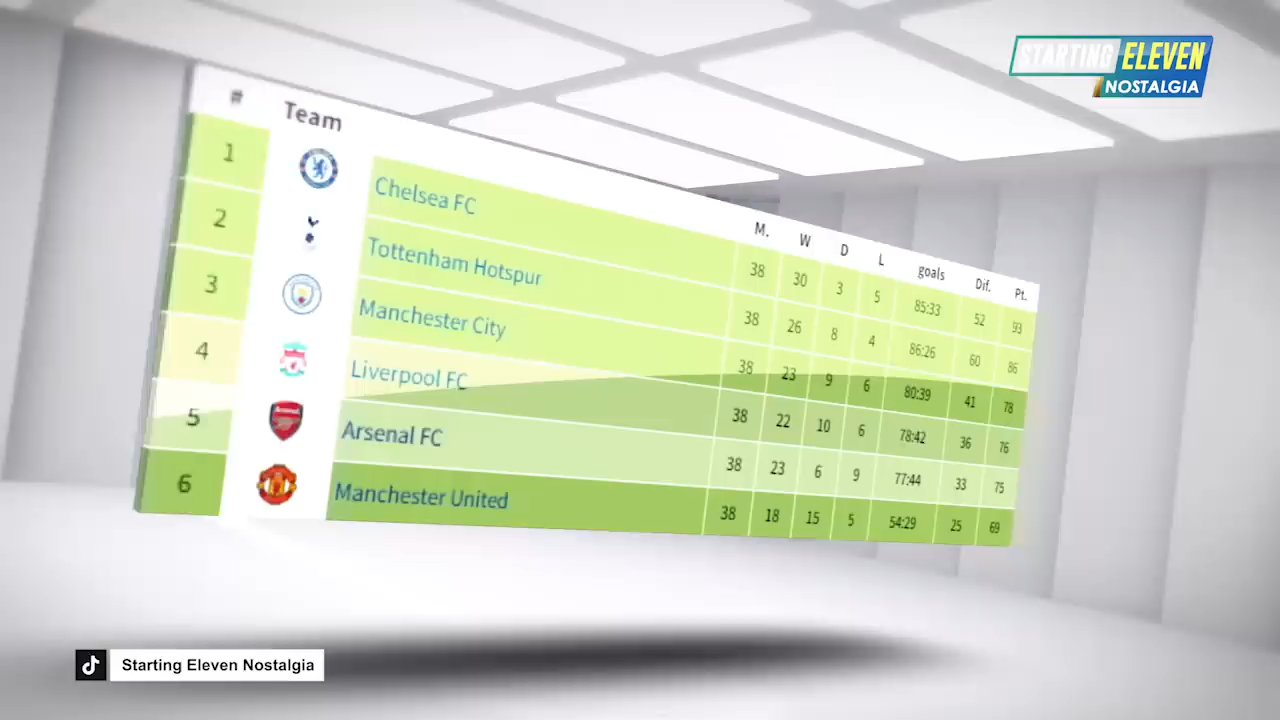 STARTING ELEVEN
NOSTALGIA
# Team M. W D L goals Dif. Pt.
1 Chelsea FC 38 30 3 5 85:33 52 93
2 Tottenham Hotspur 38 26 8 4 86:26 60 86
3 Manchester City 38 23 9 6 80:39 41 78
4 Liverpool FC 38 22 10 6 78:42 36 76
5 Arsenal FC 38 23 6 9 77:44 33 75
6 Manchester United 38 18 15 5 54:29 25 69
Starting Eleven Nostalgia